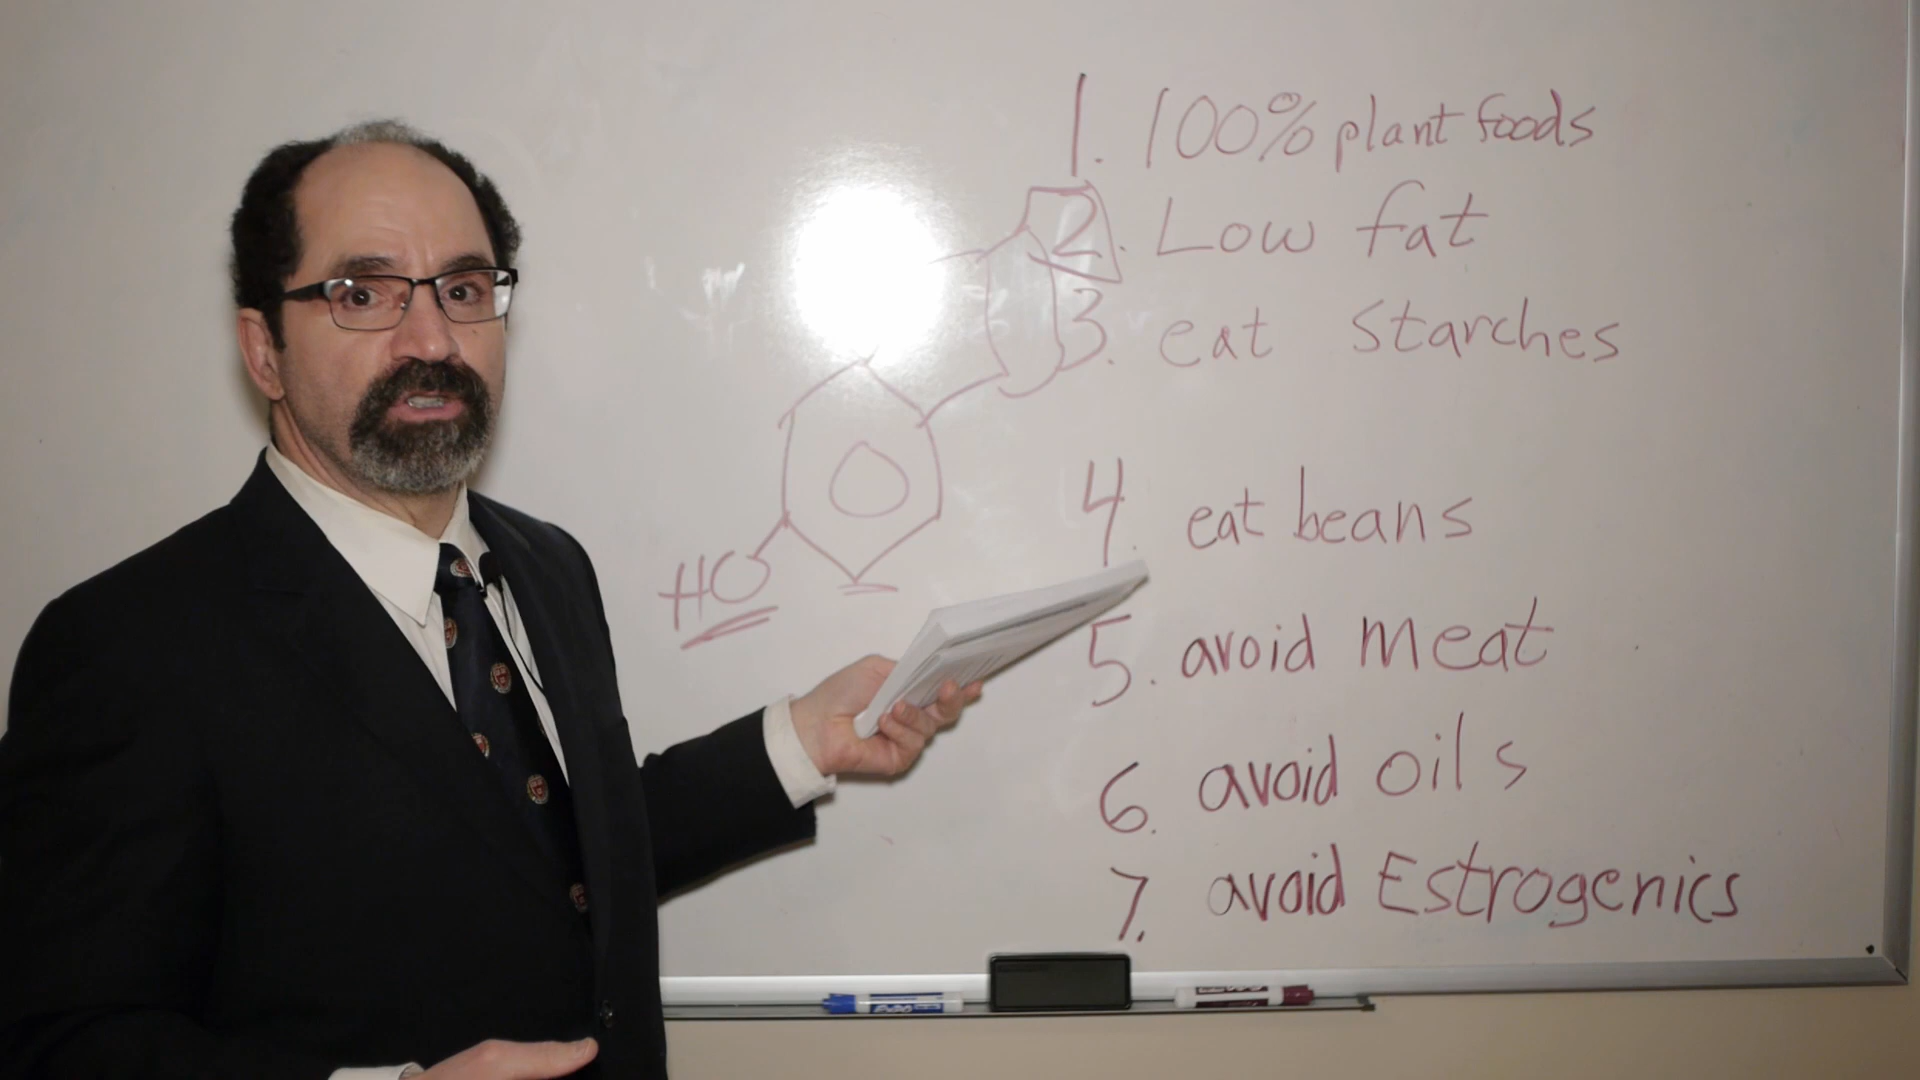 1. 100% plant foods
2. Low fat
3. eat starches
4. eat beans
5. avoid Meat
6. avoid oils
7. avoid Estrogenics
HO
EXPO